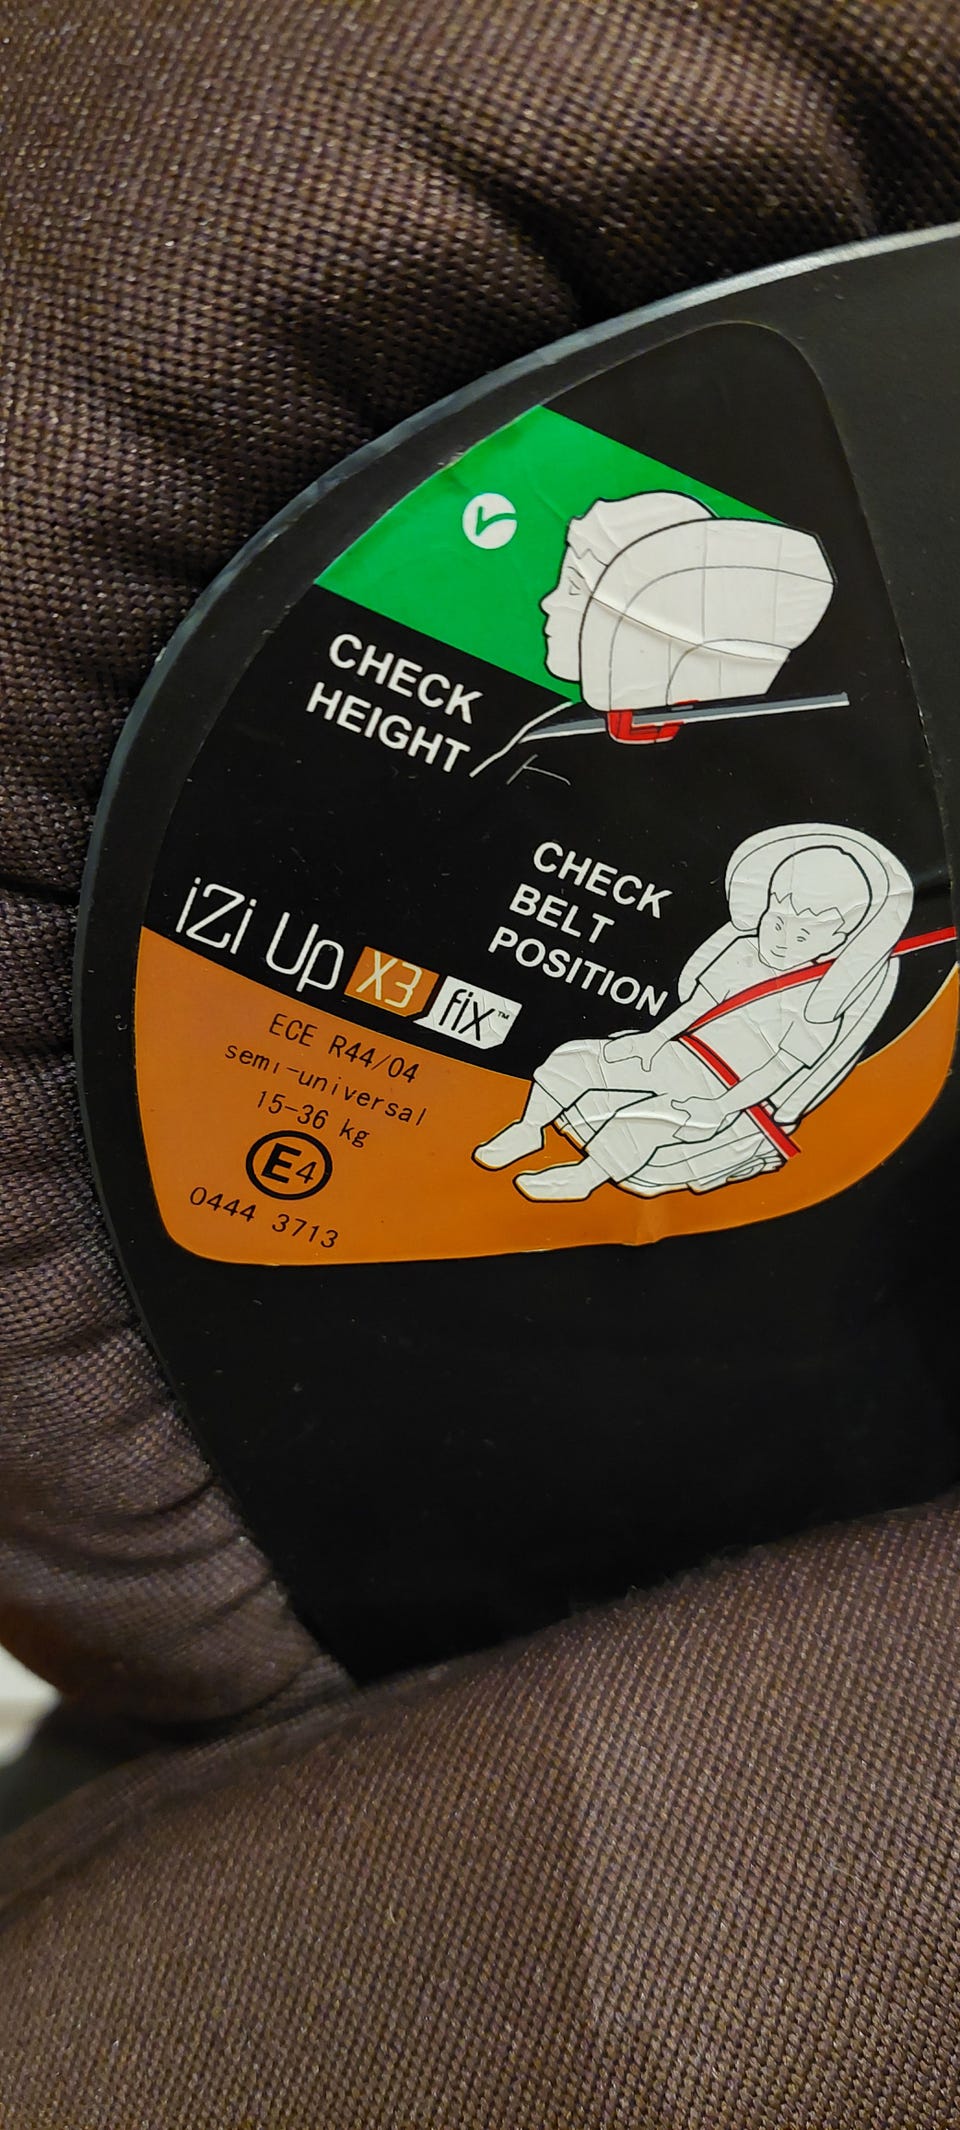 CHECK
HEIGHT
CHECK
BELT
POSITION
iZi Up X3 fix™
ECE R44/04
semi-universal
15-36 kg
E4
0444 3713